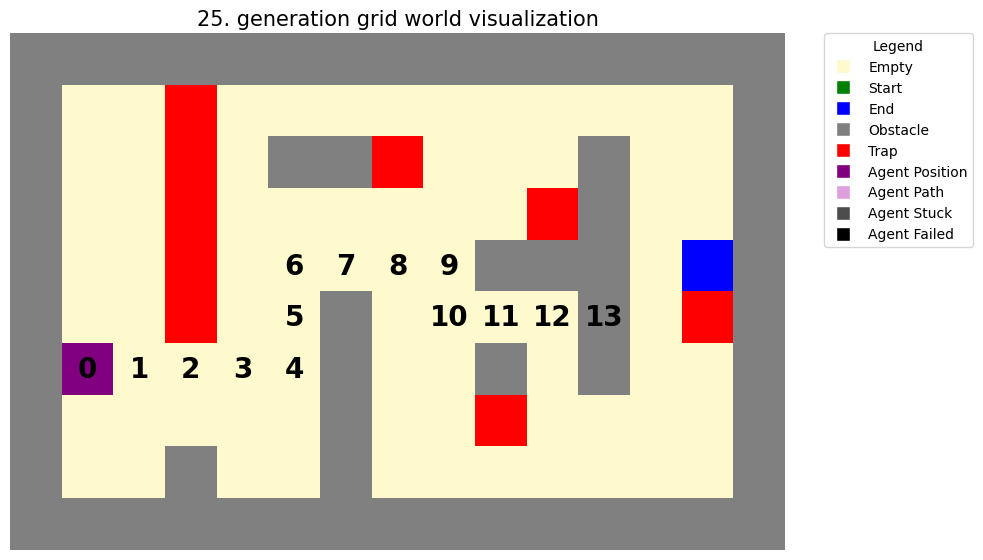 25. generation grid world visualization
Legend
Empty
Start
End
Obstacle
Trap
Agent Position
Agent Path
Agent Stuck
Agent Failed
6 7 8 9
5 10 11 12 13
0 1 2 3 4